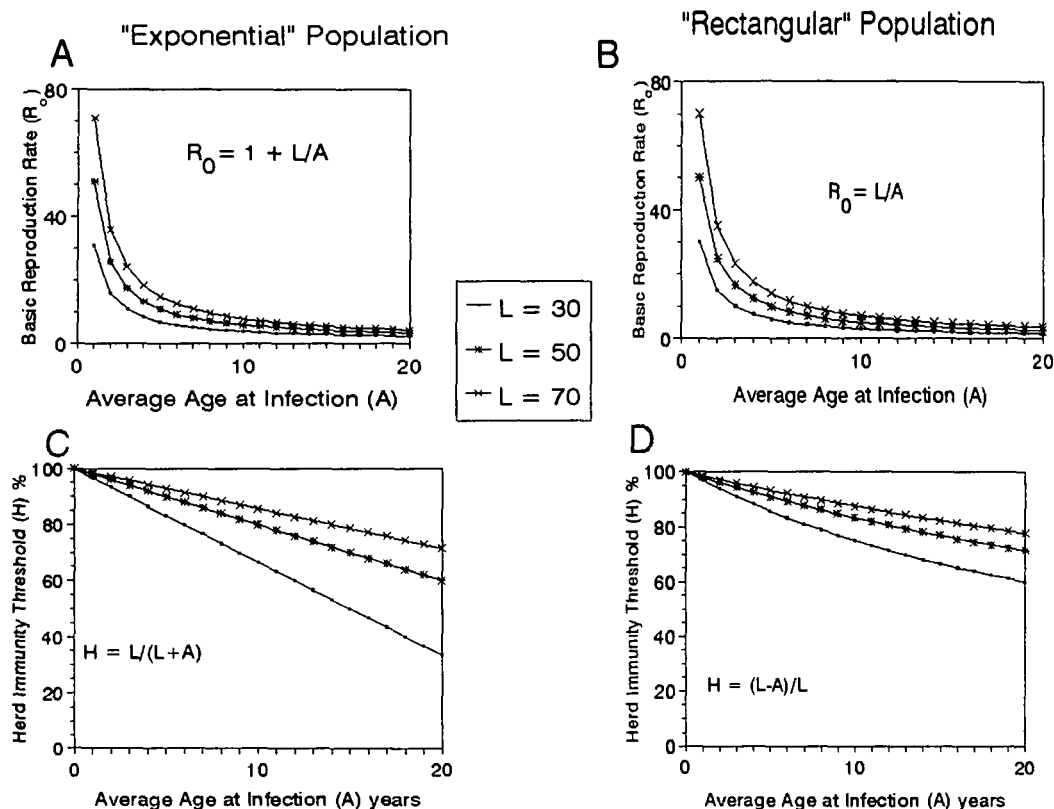 "Exponential" Population
"Rectangular" Population
A
80
40
0
0
10
20
Basic Reproduction Rate (R₀)
R₀ = 1 + L/A
Average Age at Infection (A)
B
80
40
0
0
10
20
Basic Reproduction Rate (R₀)
R₀ = L/A
Average Age at Infection (A)
L = 30
L = 50
L = 70
C
100
80
60
40
20
0
0
10
20
Herd Immunity Threshold (H) %
H = L/(L+A)
Average Age at Infection (A) years
D
100
80
60
40
20
0
0
10
20
Herd Immunity Threshold (H) %
H = (L-A)/L
Average Age at Infection (A) years